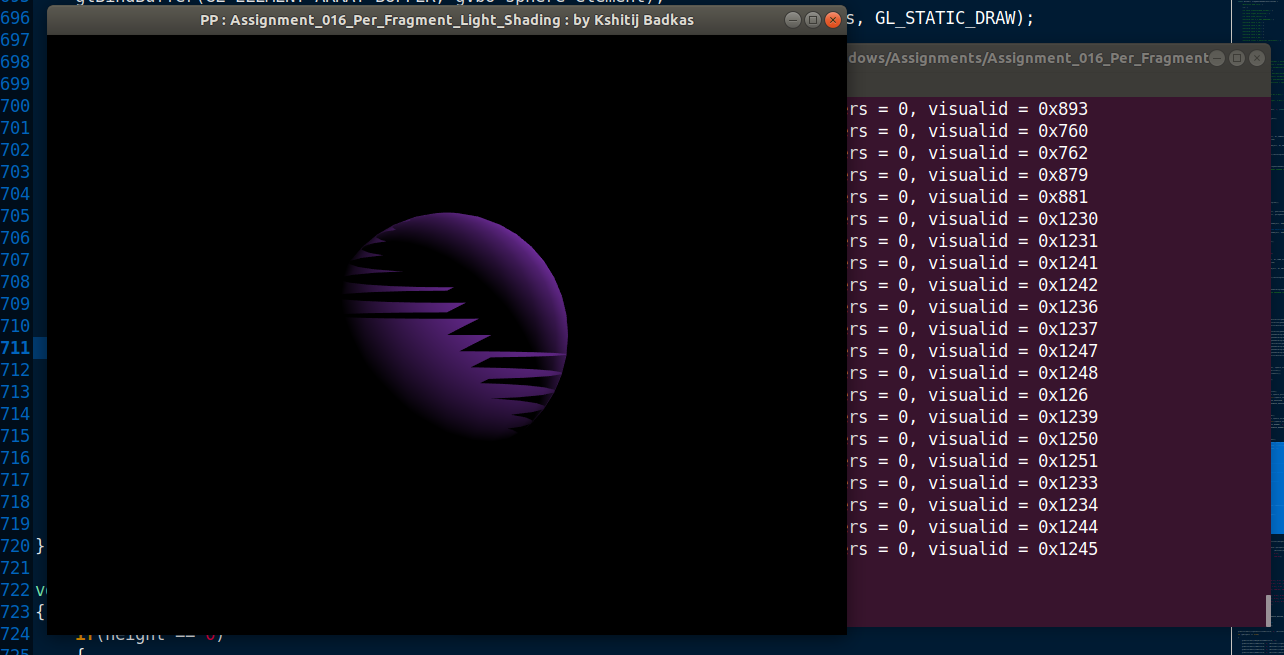 696
697
698
699
700
701
702
703
704
705
706
707
708
709
710
711
712
713
714
715
716
717
718
719
720 }
721
722
723 {
724
PP : Assignment_016_Per_Fragment_Light_Shading : by Kshitij Badkas
s, GL_STATIC_DRAW);
dows/Assignments/Assignment_016_Per_Fragment
rs = 0, visualid = 0x893
rs = 0, visualid = 0x760
rs = 0, visualid = 0x762
rs = 0, visualid = 0x879
rs = 0, visualid = 0x881
rs = 0, visualid = 0x1230
rs = 0, visualid = 0x1231
rs = 0, visualid = 0x1241
rs = 0, visualid = 0x1242
rs = 0, visualid = 0x1236
rs = 0, visualid = 0x1237
rs = 0, visualid = 0x1247
rs = 0, visualid = 0x1248
rs = 0, visualid = 0x126
rs = 0, visualid = 0x1239
rs = 0, visualid = 0x1250
rs = 0, visualid = 0x1251
rs = 0, visualid = 0x1233
rs = 0, visualid = 0x1234
rs = 0, visualid = 0x1244
rs = 0, visualid = 0x1245